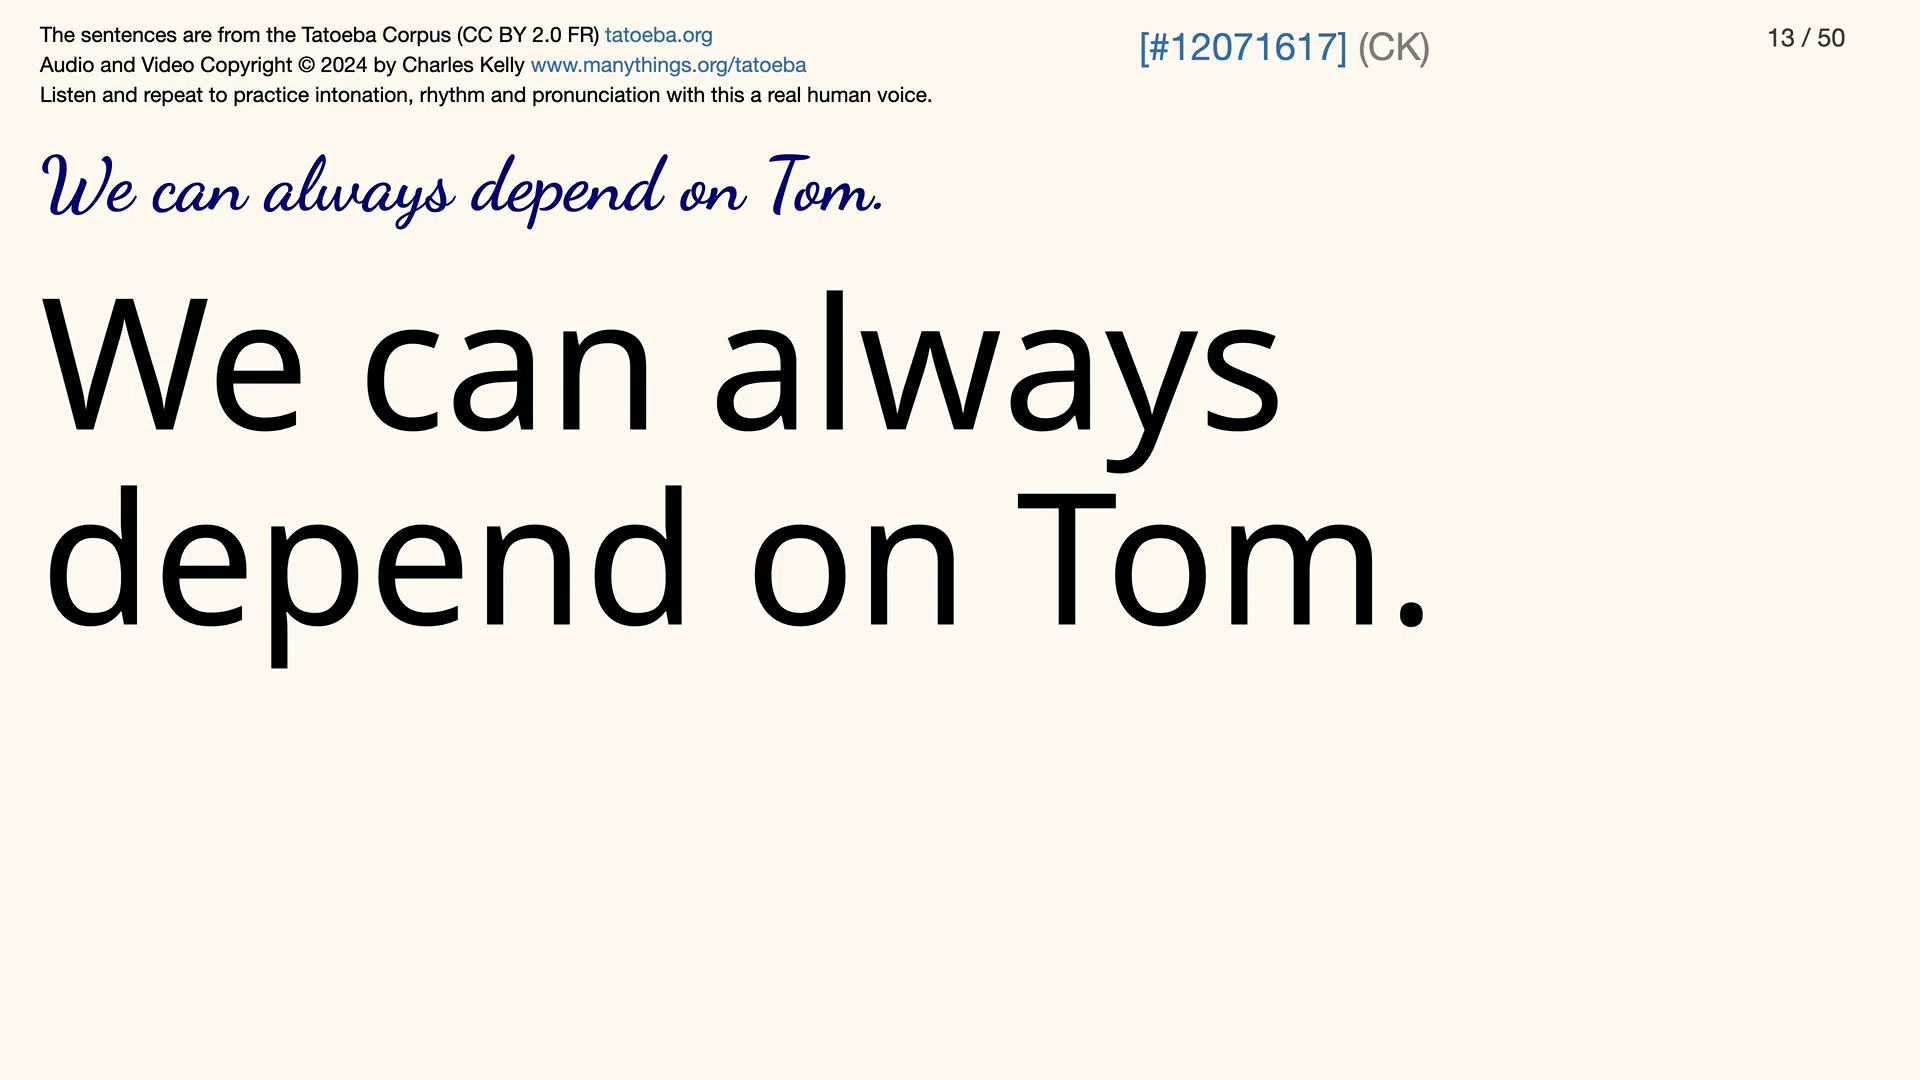 The sentences are from the Tatoeba Corpus (CC BY 2.0 FR) tatoeba.org
Audio and Video Copyright © 2024 by Charles Kelly www.manythings.org/tatoeba
Listen and repeat to practice intonation, rhythm and pronunciation with this a real human voice.
[#12071617] (CK)
13 / 50
We can always depend on Tom.
We can always
depend on Tom.